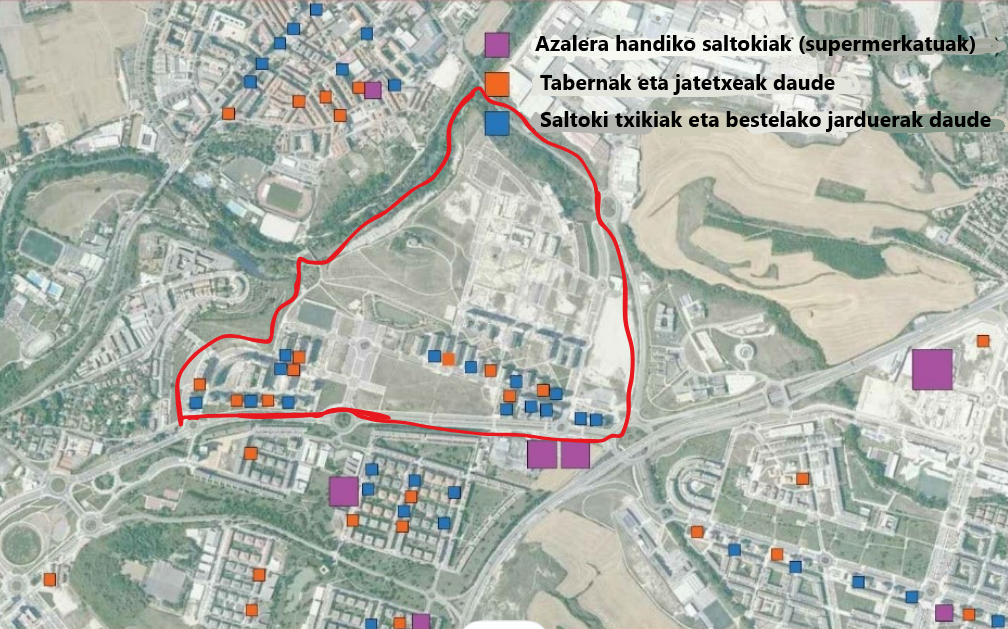 Azalera handiko saltokiak (supermerkatuak)
Tabernak eta jatetxeak daude
Saltoki txikiak eta bestelako jarduerak daude